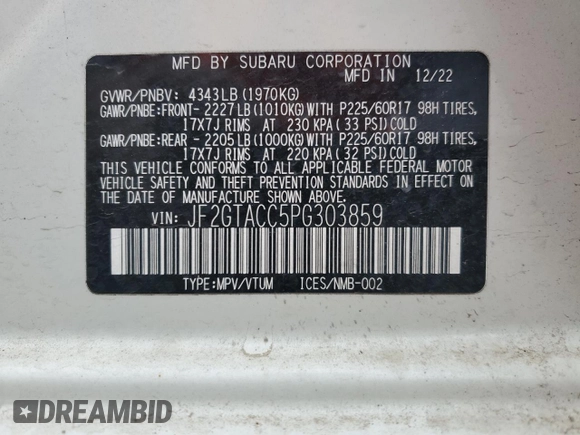 MFD BY SUBARU CORPORATION
MFD IN 12/22
GVWR/PNBV: 4343LB (1970KG)
GAWR/PNBE:FRONT- 2227LB (1010KG) WITH P225/60R17 98H TIRES,
17X7J RIMS AT 230 KPA (33 PSI) COLD
GAWR/PNBE:REAR - 2205LB (1000KG) WITH P225/60R17 98H TIRES,
17X7J RIMS AT 220 KPA (32 PSI) COLD
THIS VEHICLE CONFORMS TO ALL APPLICABLE FEDERAL MOTOR
VEHICLE SAFETY AND THEFT PREVENTION STANDARDS IN EFFECT ON
THE DATE OF MANUFACTURE SHOWN ABOVE.
VIN: JF2GTACC5PG303859
TYPE:MPV/VTUM ICES/NMB-002
DREAMBID